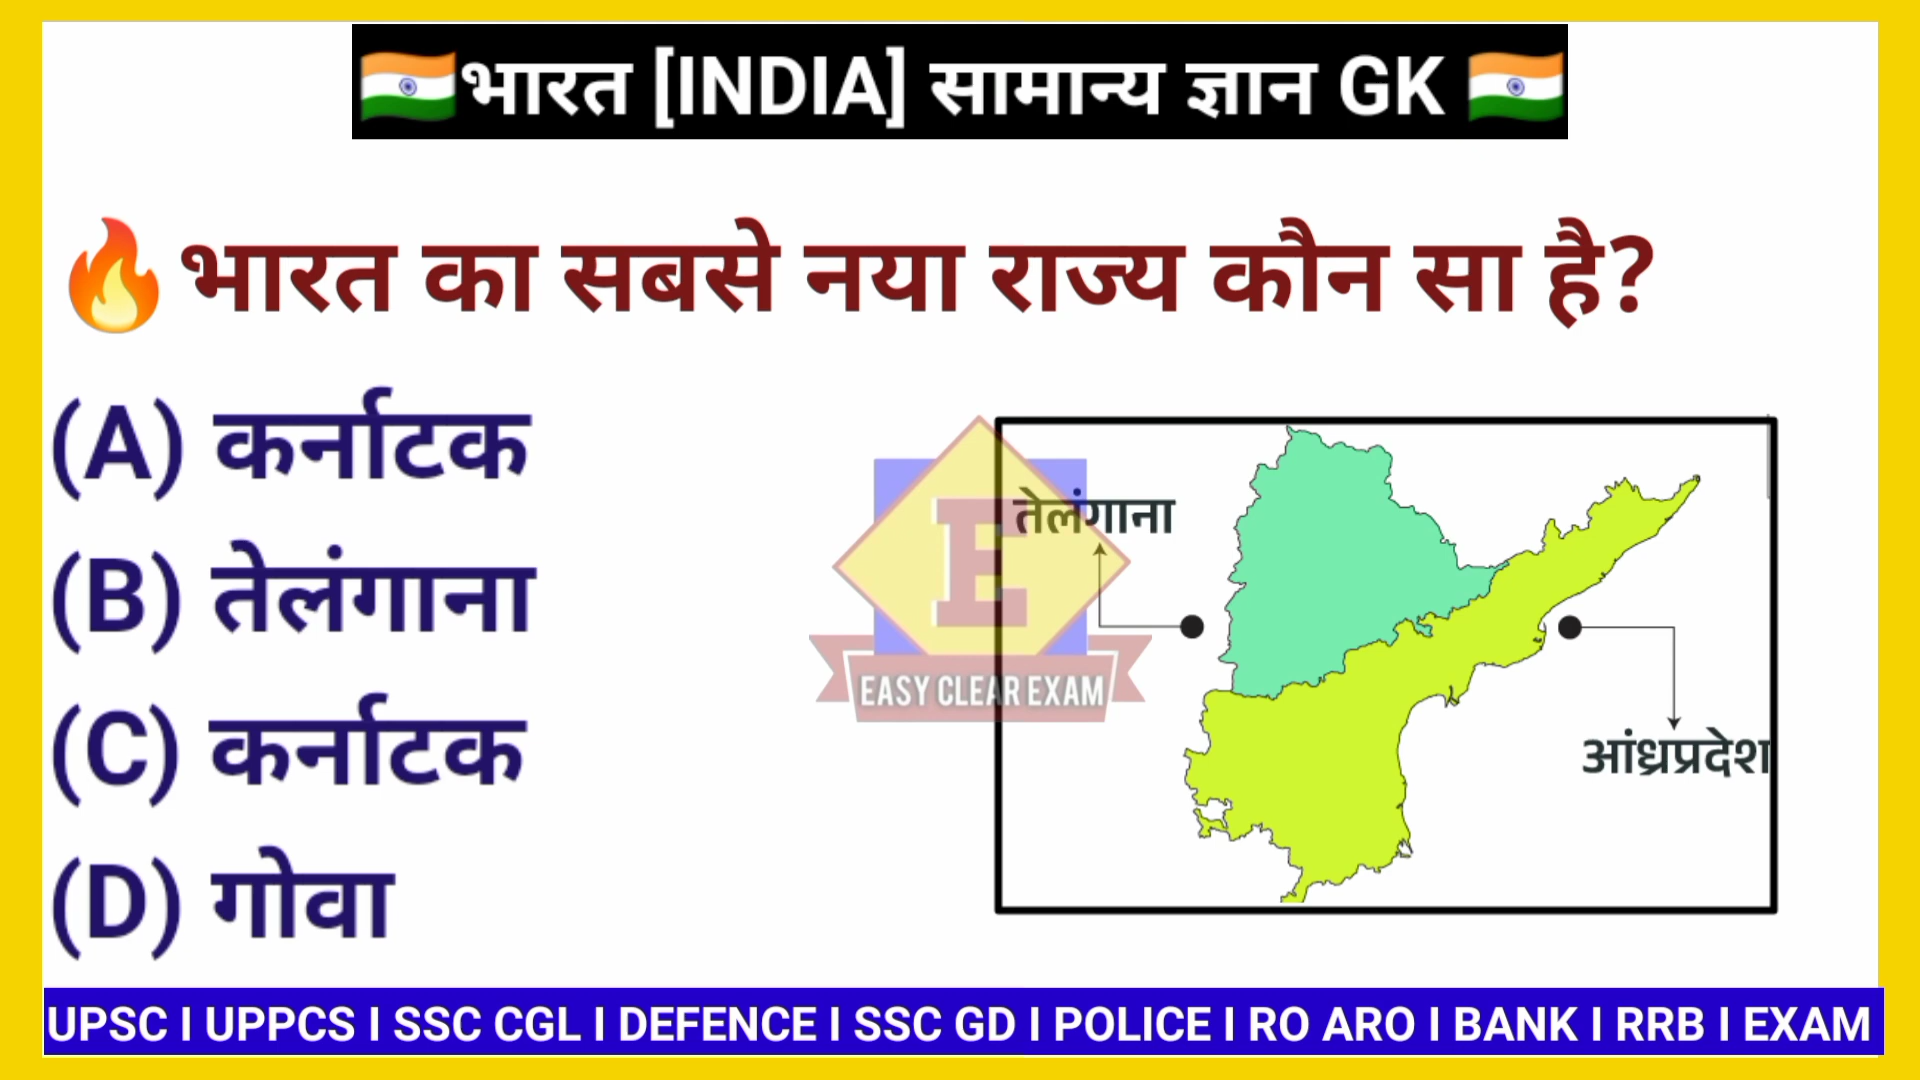 🇮🇳भारत [INDIA] सामान्य ज्ञान GK 🇮🇳
🔥भारत का सबसे नया राज्य कौन सा है?
(A) कर्नाटक
(B) तेलंगाना
(C) कर्नाटक
(D) गोवा
तेलंगाना
E
EASY CLEAR EXAM
आंध्रप्रदेश
UPSC I UPPCS I SSC CGL I DEFENCE I SSC GD I POLICE I RO ARO I BANK I RRB I EXAM